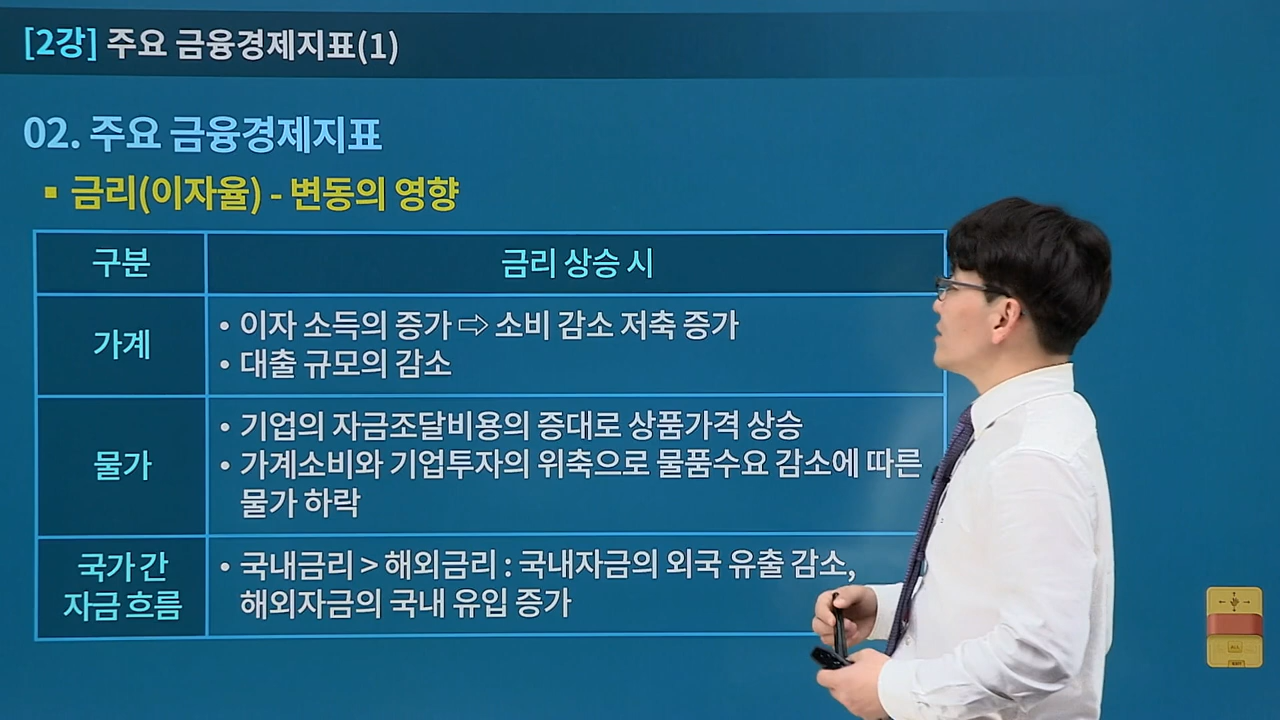 [2강] 주요 금융경제지표(1)
02. 주요 금융경제지표
▪ 금리(이자율) - 변동의 영향
구분
금리 상승 시
가계
• 이자 소득의 증가 ⇨ 소비 감소 저축 증가
• 대출 규모의 감소
물가
• 기업의 자금조달비용의 증대로 상품가격 상승
• 가계소비와 기업투자의 위축으로 물품수요 감소에 따른
물가 하락
국가 간
자금 흐름
• 국내금리 > 해외금리 : 국내자금의 외국 유출 감소,
해외자금의 국내 유입 증가
ALL